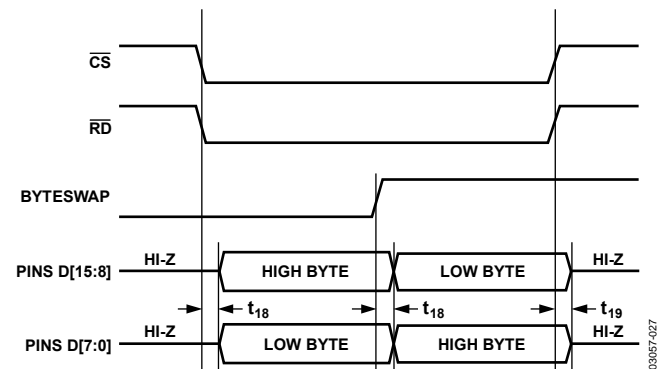 CS
RD
BYTESWAP
PINS D[15:8] HI-Z HIGH BYTE LOW BYTE HI-Z
t18 t18 t19
PINS D[7:0] HI-Z LOW BYTE HIGH BYTE HI-Z
03057-027